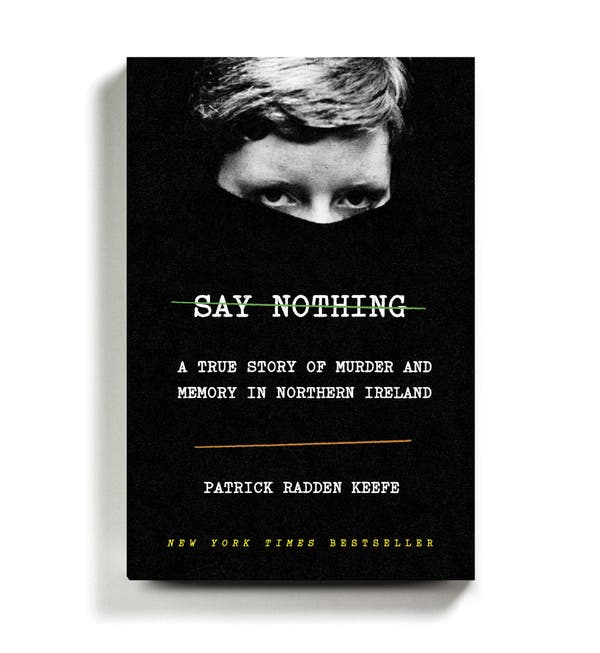 SAY NOTHING
A TRUE STORY OF MURDER AND
MEMORY IN NORTHERN IRELAND
PATRICK RADDEN KEEFE
NEW YORK TIMES BESTSELLER